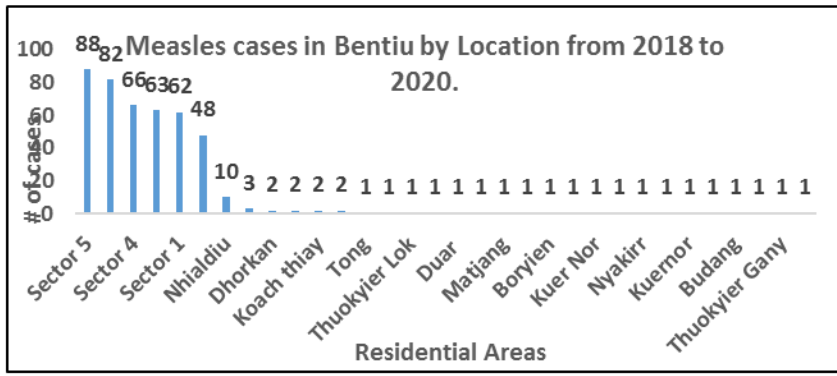 Measles cases in Bentiu by Location from 2018 to
2020.
# of cases
100
80
60
40
20
0
88 82 66 63 62 48 10 3 2 2 2 2 1 1 1 1 1 1 1 1 1 1 1 1 1 1 1 1 1 1 1 1
Sector 5
Sector 4
Sector 1
Nhialdiu
Dhorkan
Koach thiay
Tong
Thuokyier Lok
Duar
Matjang
Boryien
Kuer Nor
Nyakirr
Kuernor
Budang
Thuokyier Gany
Residential Areas